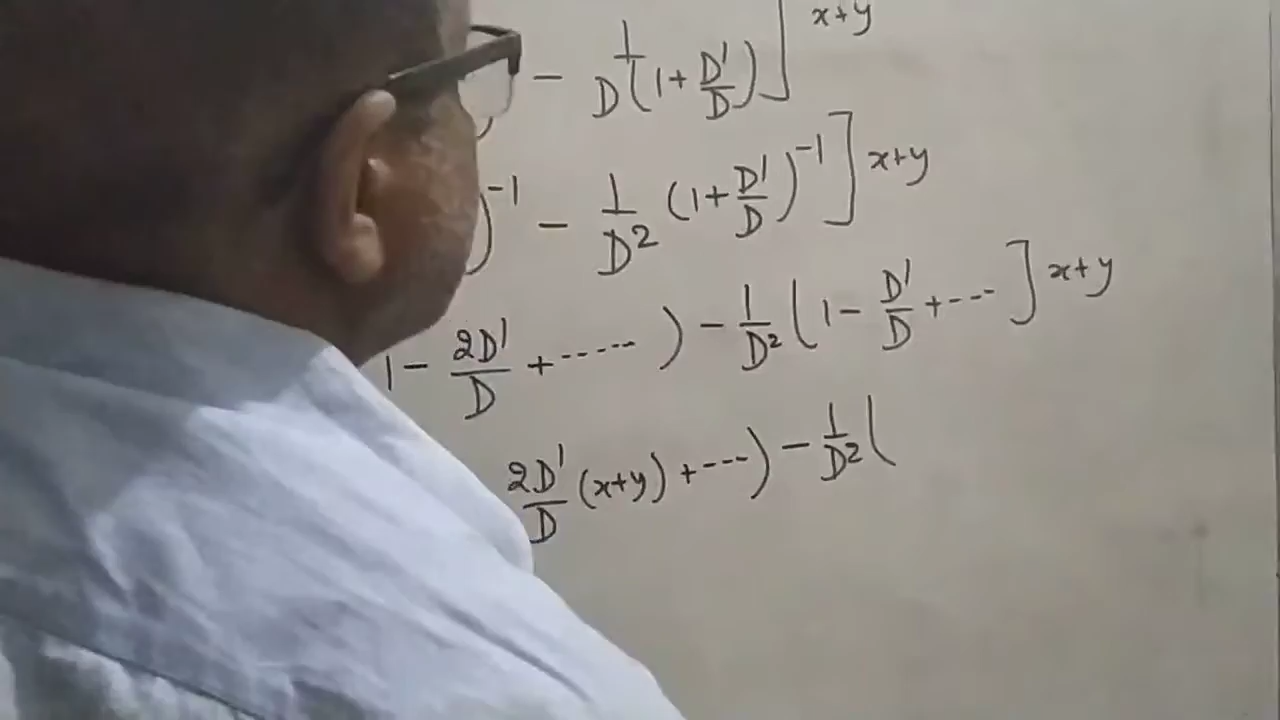 - 1/D(1+D'/D)] x+y
)^-1 - 1/D² (1+D'/D)^-1] x+y
1 - 2D'/D + ----- ) - 1/D² (1 - D'/D + ---] x+y
2D'/D (x+y) + ---) - 1/D² (